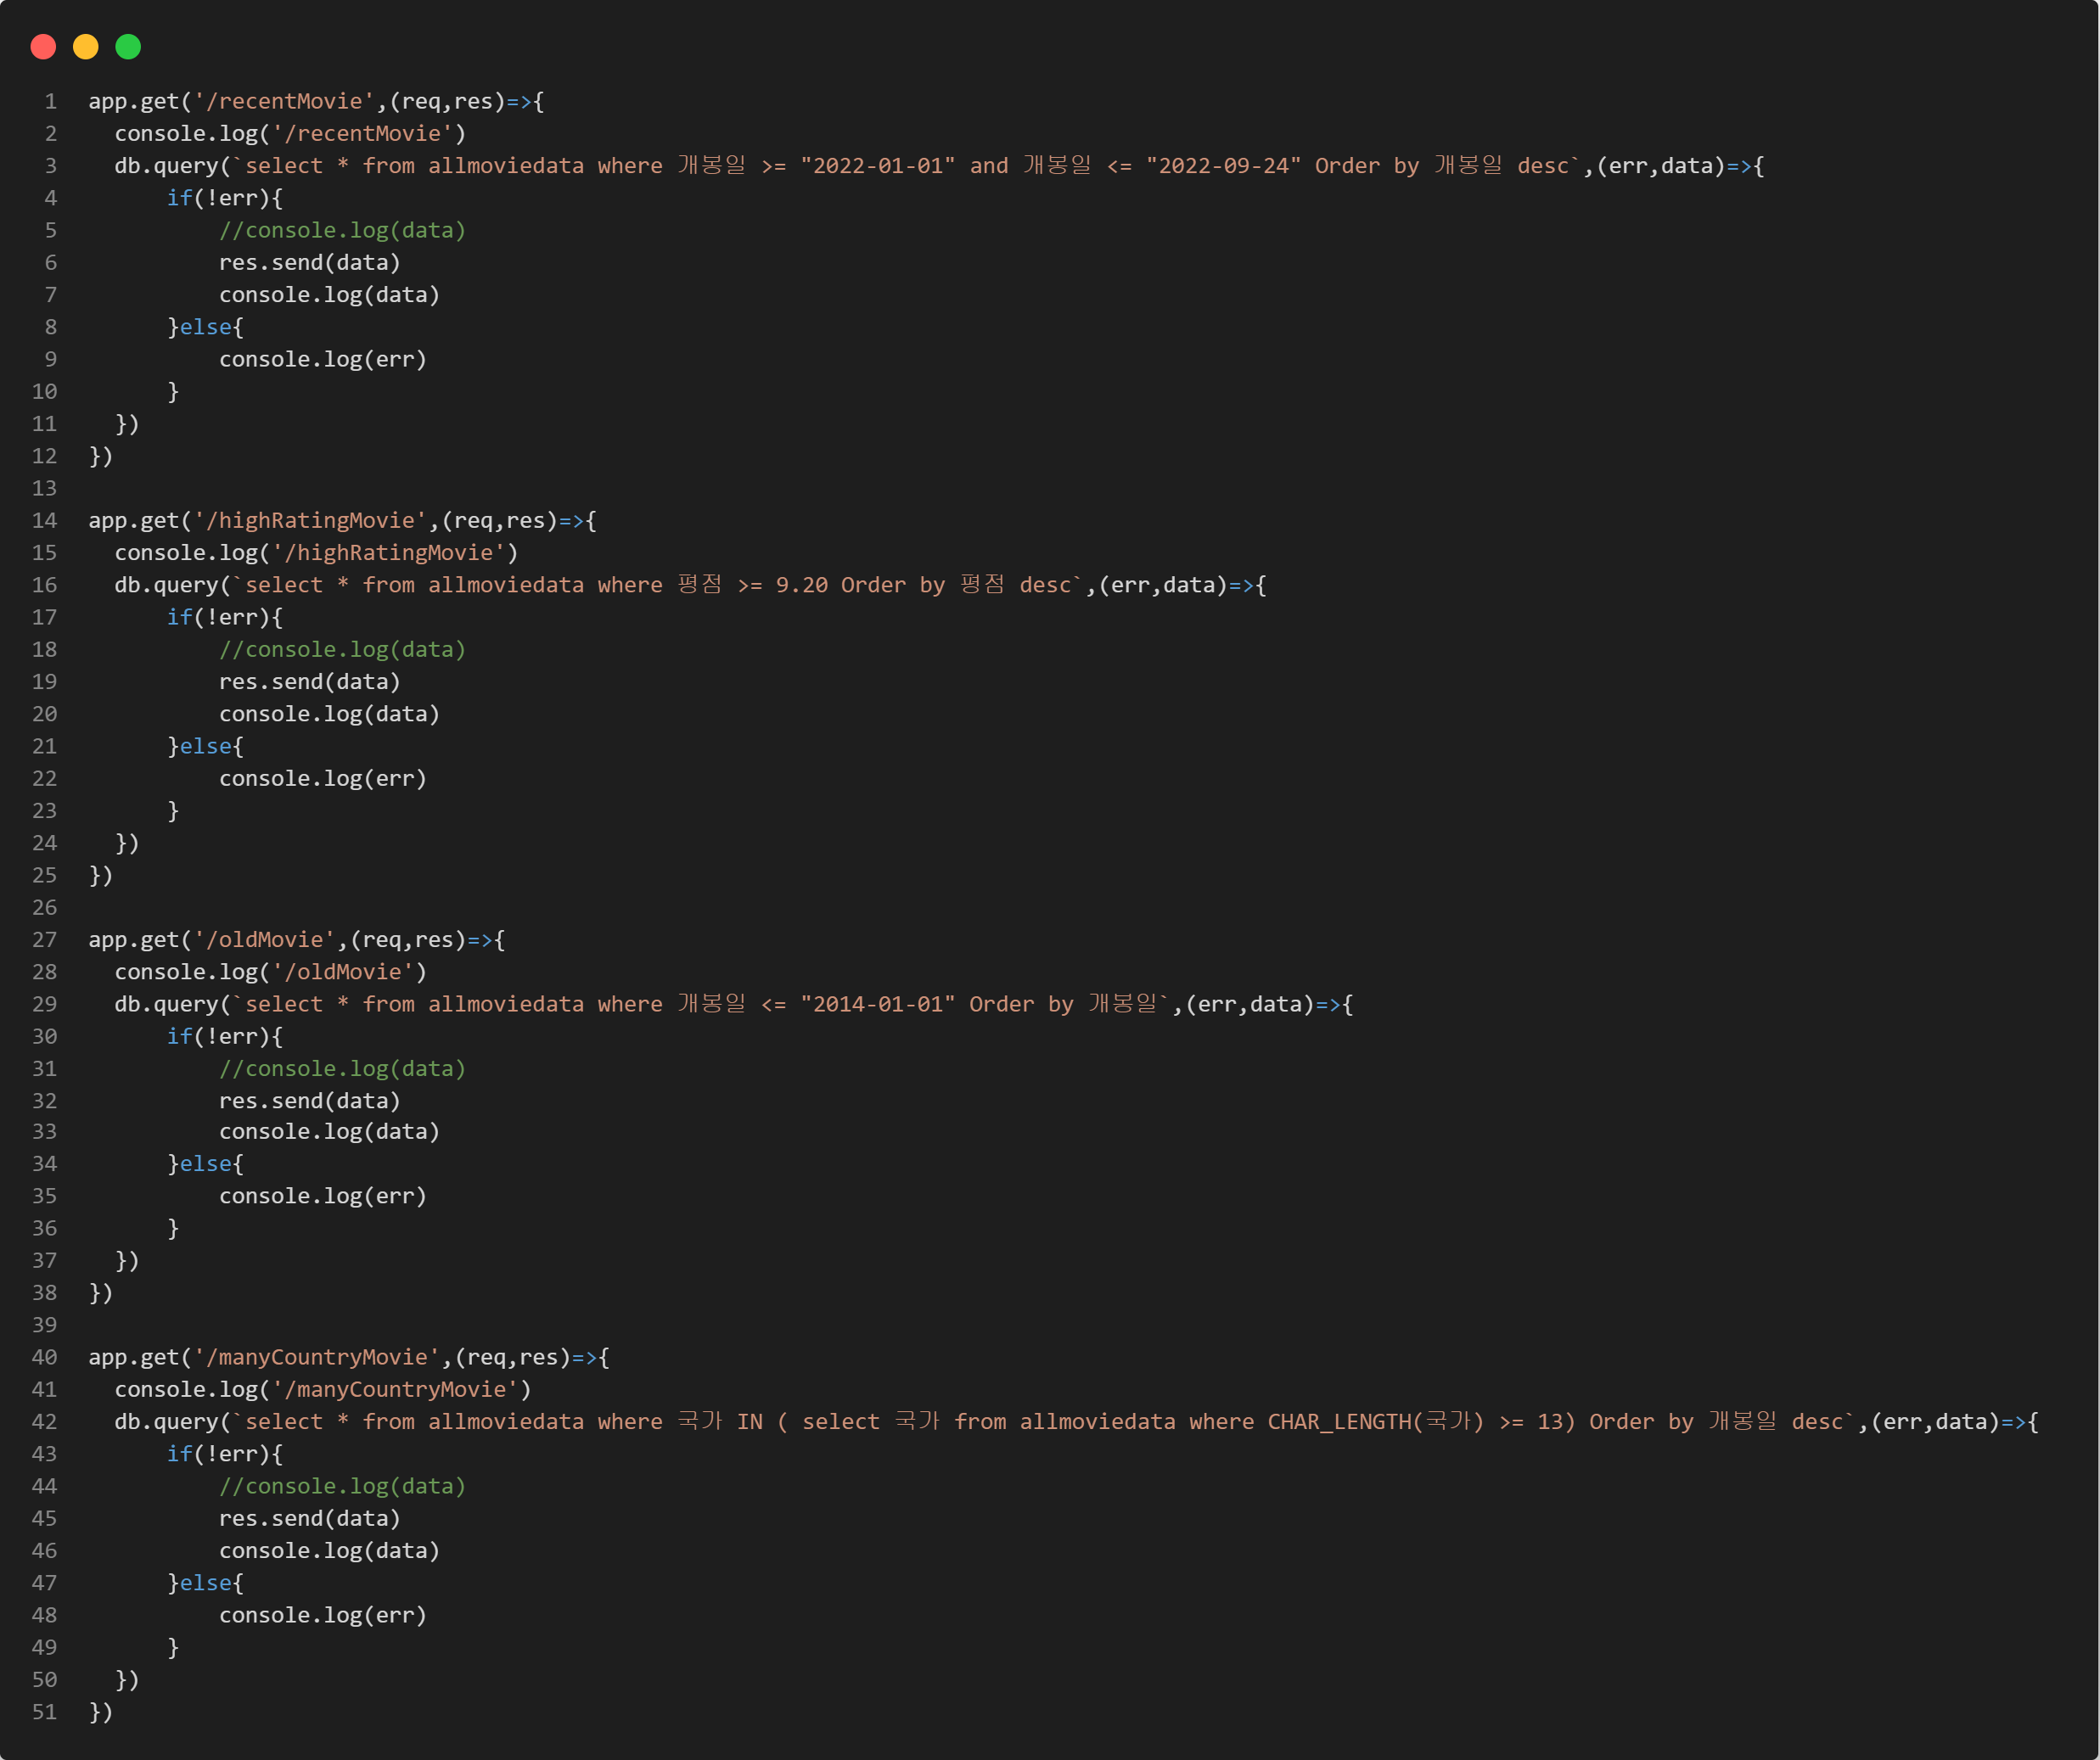 1 app.get('/recentMovie',(req,res)=>{
2   console.log('/recentMovie')
3   db.query(`select * from allmoviedata where 개봉일 >= "2022-01-01" and 개봉일 <= "2022-09-24" Order by 개봉일 desc`,(err,data)=>{
4       if(!err){
5           //console.log(data)
6           res.send(data)
7           console.log(data)
8       }else{
9           console.log(err)
10       }
11   })
12 })
13
14 app.get('/highRatingMovie',(req,res)=>{
15   console.log('/highRatingMovie')
16   db.query(`select * from allmoviedata where 평점 >= 9.20 Order by 평점 desc`,(err,data)=>{
17       if(!err){
18           //console.log(data)
19           res.send(data)
20           console.log(data)
21       }else{
22           console.log(err)
23       }
24   })
25 })
26
27 app.get('/oldMovie',(req,res)=>{
28   console.log('/oldMovie')
29   db.query(`select * from allmoviedata where 개봉일 <= "2014-01-01" Order by 개봉일`,(err,data)=>{
30       if(!err){
31           //console.log(data)
32           res.send(data)
33           console.log(data)
34       }else{
35           console.log(err)
36       }
37   })
38 })
39
40 app.get('/manyCountryMovie',(req,res)=>{
41   console.log('/manyCountryMovie')
42   db.query(`select * from allmoviedata where 국가 IN ( select 국가 from allmoviedata where CHAR_LENGTH(국가) >= 13) Order by 개봉일 desc`,(err,data)=>{
43       if(!err){
44           //console.log(data)
45           res.send(data)
46           console.log(data)
47       }else{
48           console.log(err)
49       }
50   })
51 })